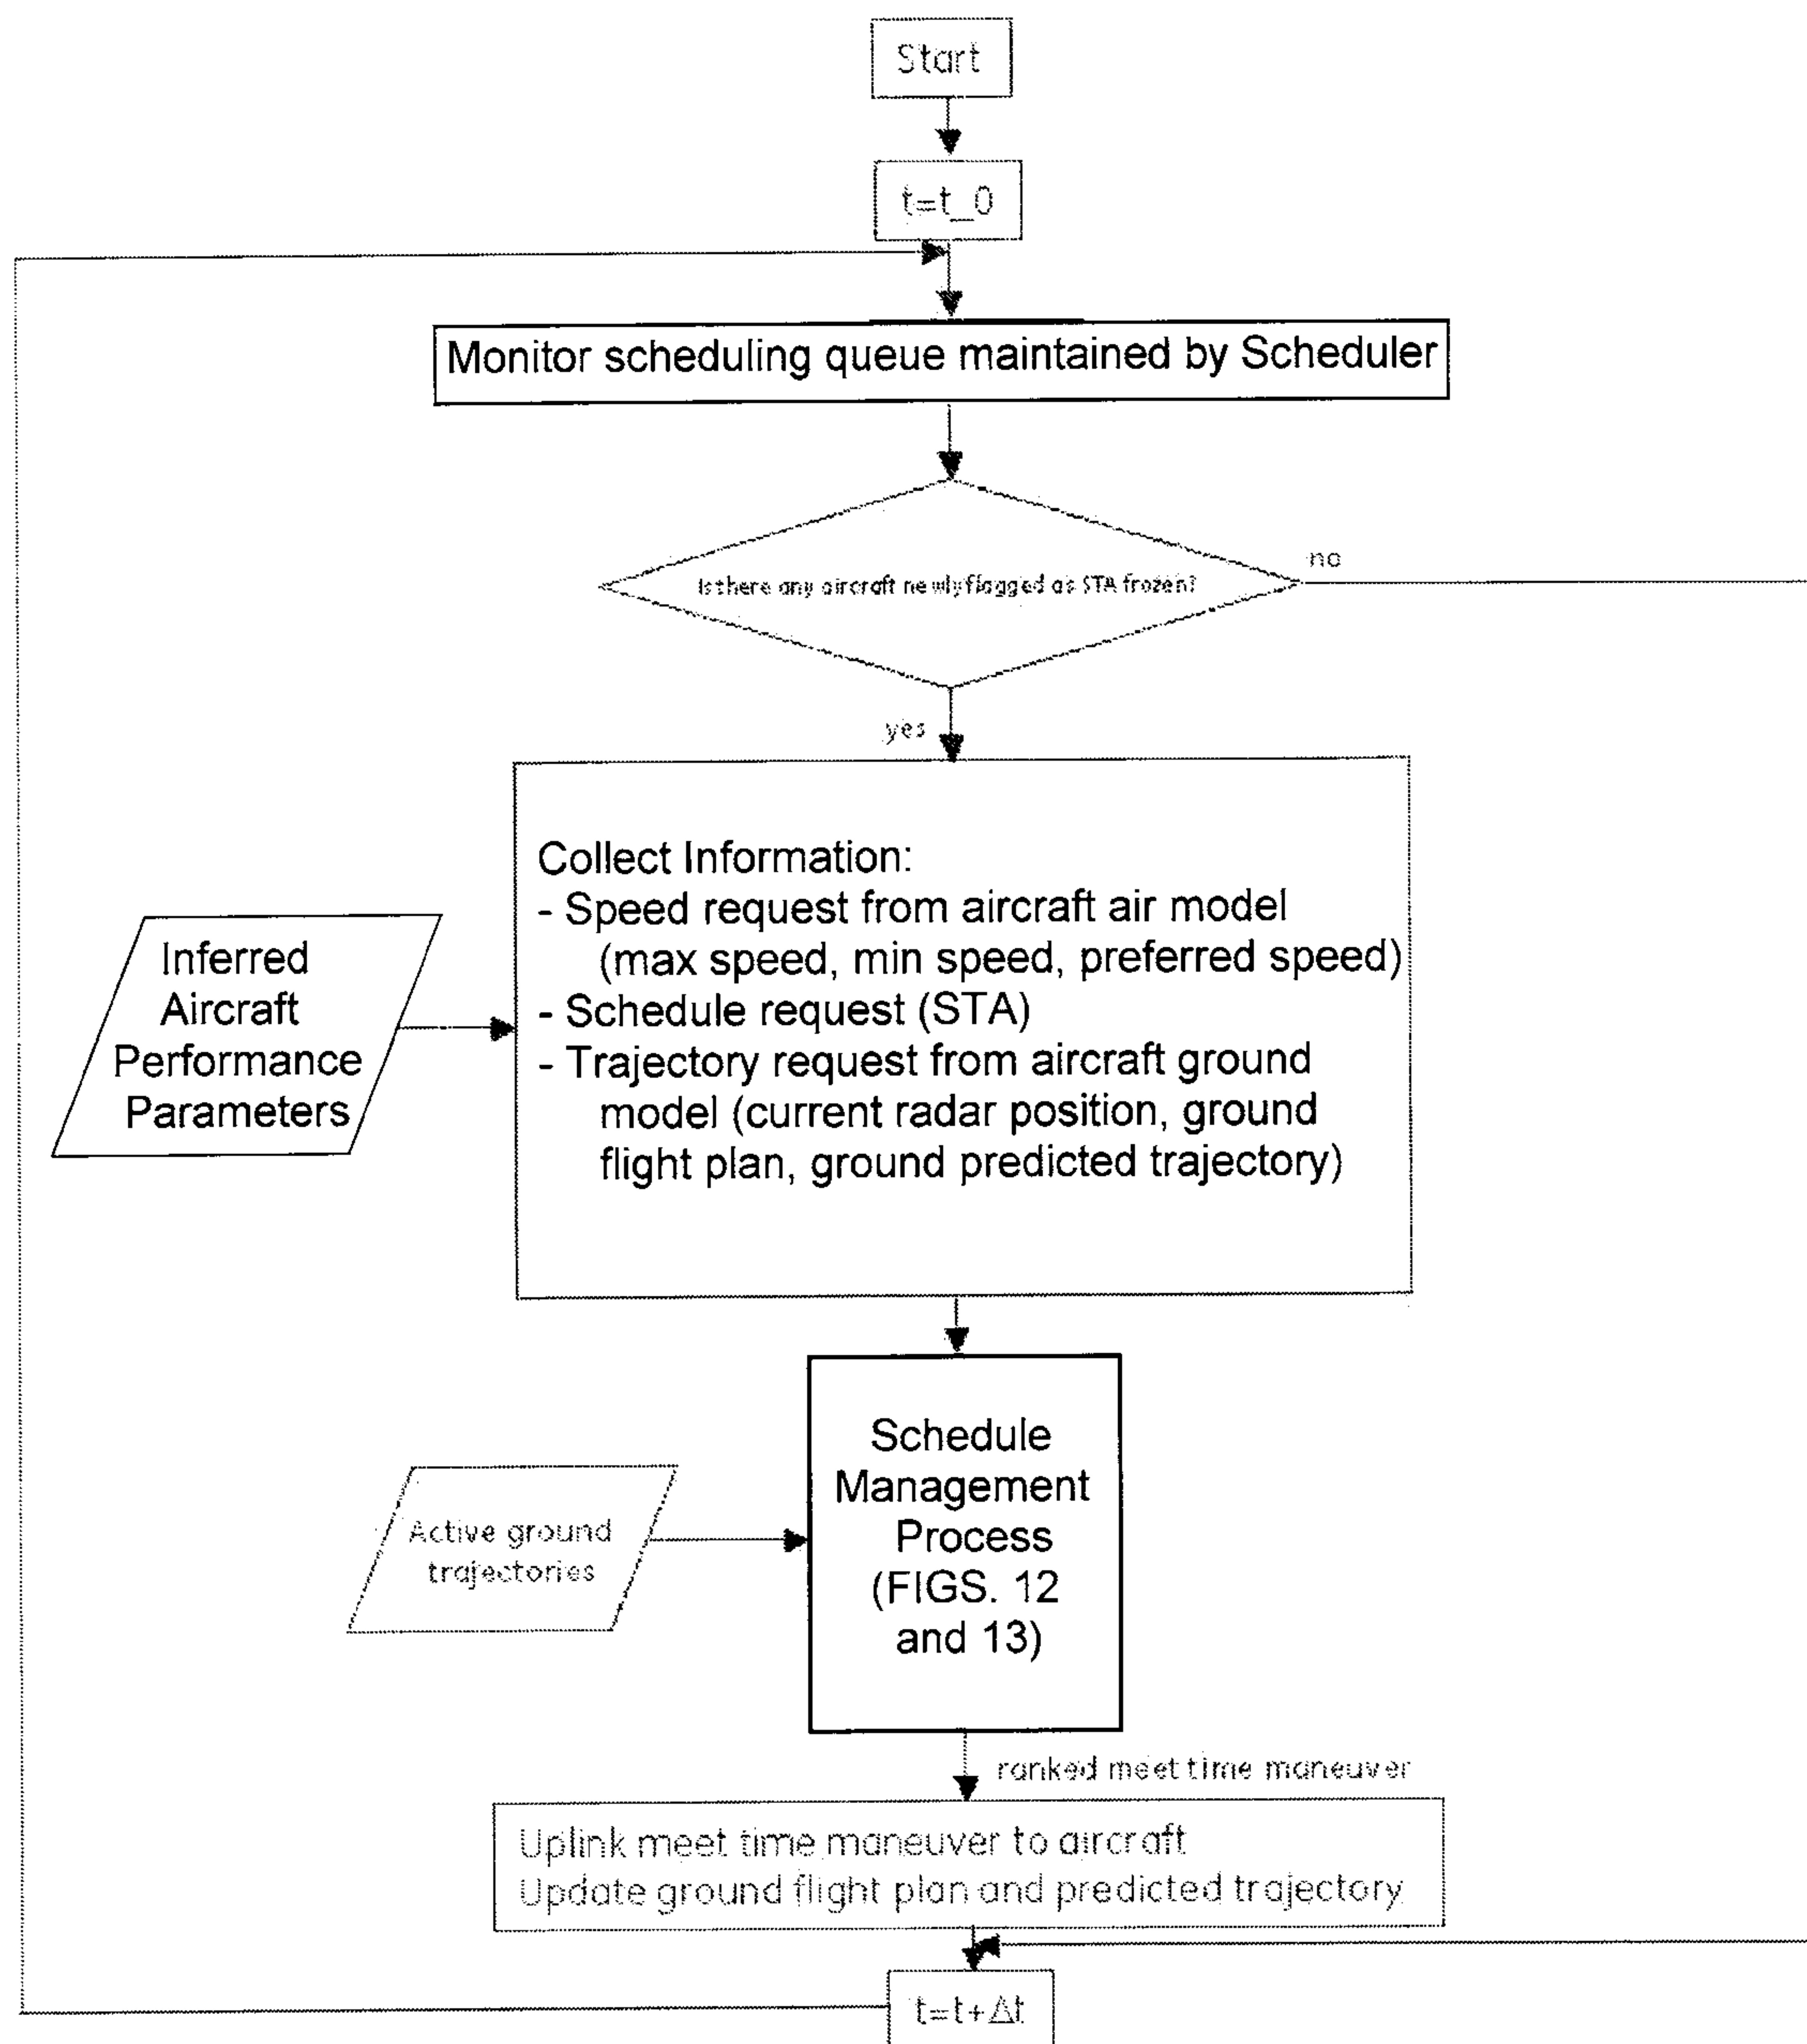 Start
t=t_0
Monitor scheduling queue maintained by Scheduler
Is there any aircraft newly flagged as STA frozen?
no
yes
Collect Information:
- Speed request from aircraft air model
(max speed, min speed, preferred speed)
- Schedule request (STA)
- Trajectory request from aircraft ground
model (current radar position, ground
flight plan, ground predicted trajectory)
Inferred
Aircraft
Performance
Parameters
Schedule
Management
Process
(FIGS. 12
and 13)
Active ground
trajectories
ranked meet time maneuver
Uplink meet time maneuver to aircraft
Update ground flight plan and predicted trajectory
t=t+Δt